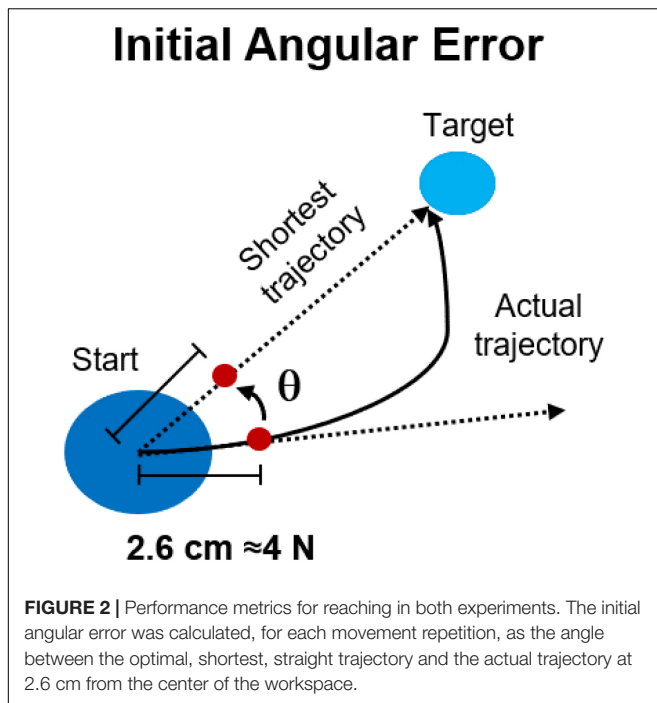 Initial Angular Error
Target
Shortest
trajectory
Actual
trajectory
Start
θ
2.6 cm ≈4 N
FIGURE 2 | Performance metrics for reaching in both experiments. The initial
angular error was calculated, for each movement repetition, as the angle
between the optimal, shortest, straight trajectory and the actual trajectory at
2.6 cm from the center of the workspace.